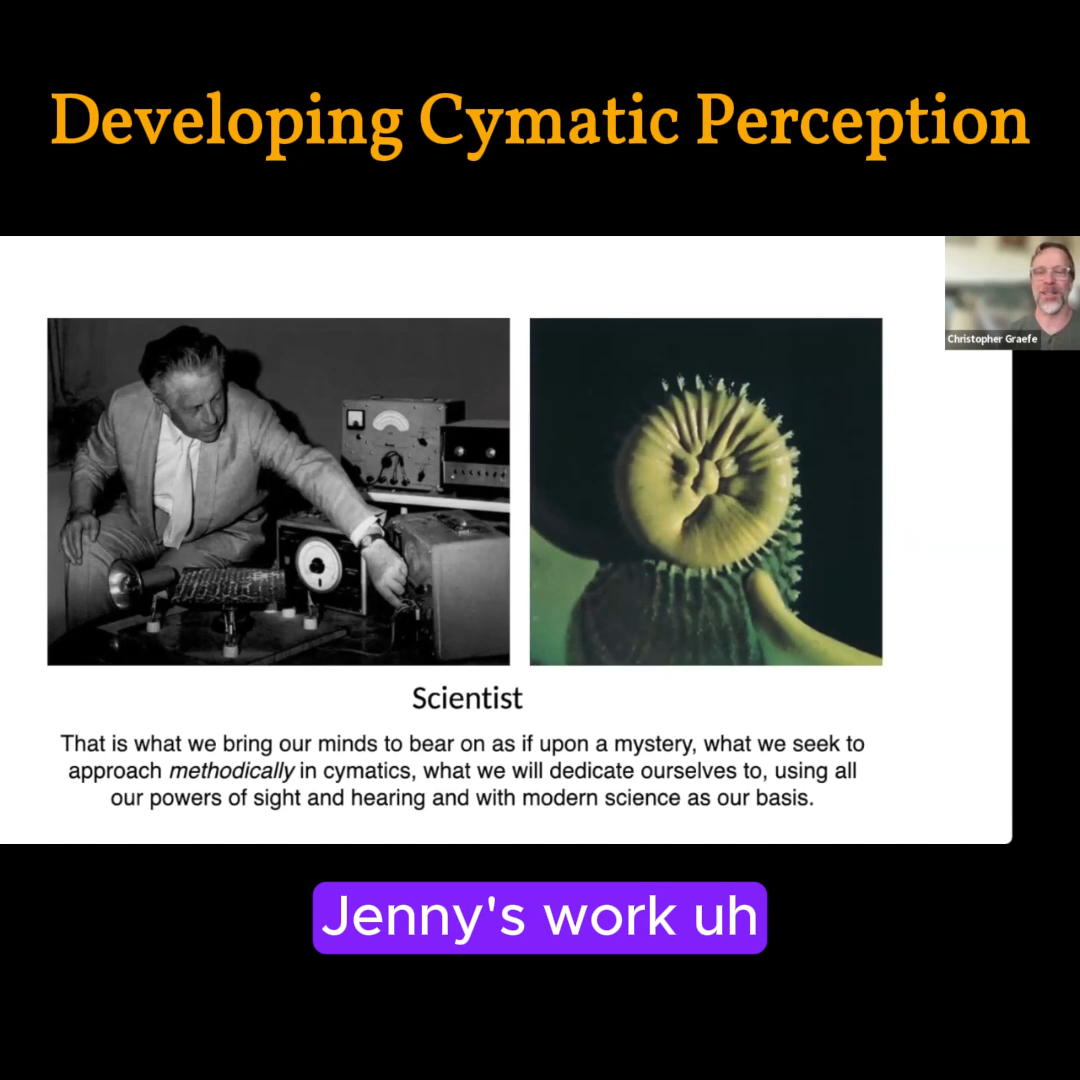 Developing Cymatic Perception
Christopher Graefe
Scientist
That is what we bring our minds to bear on as if upon a mystery, what we seek to
approach methodically in cymatics, what we will dedicate ourselves to, using all
our powers of sight and hearing and with modern science as our basis.
Jenny's work uh